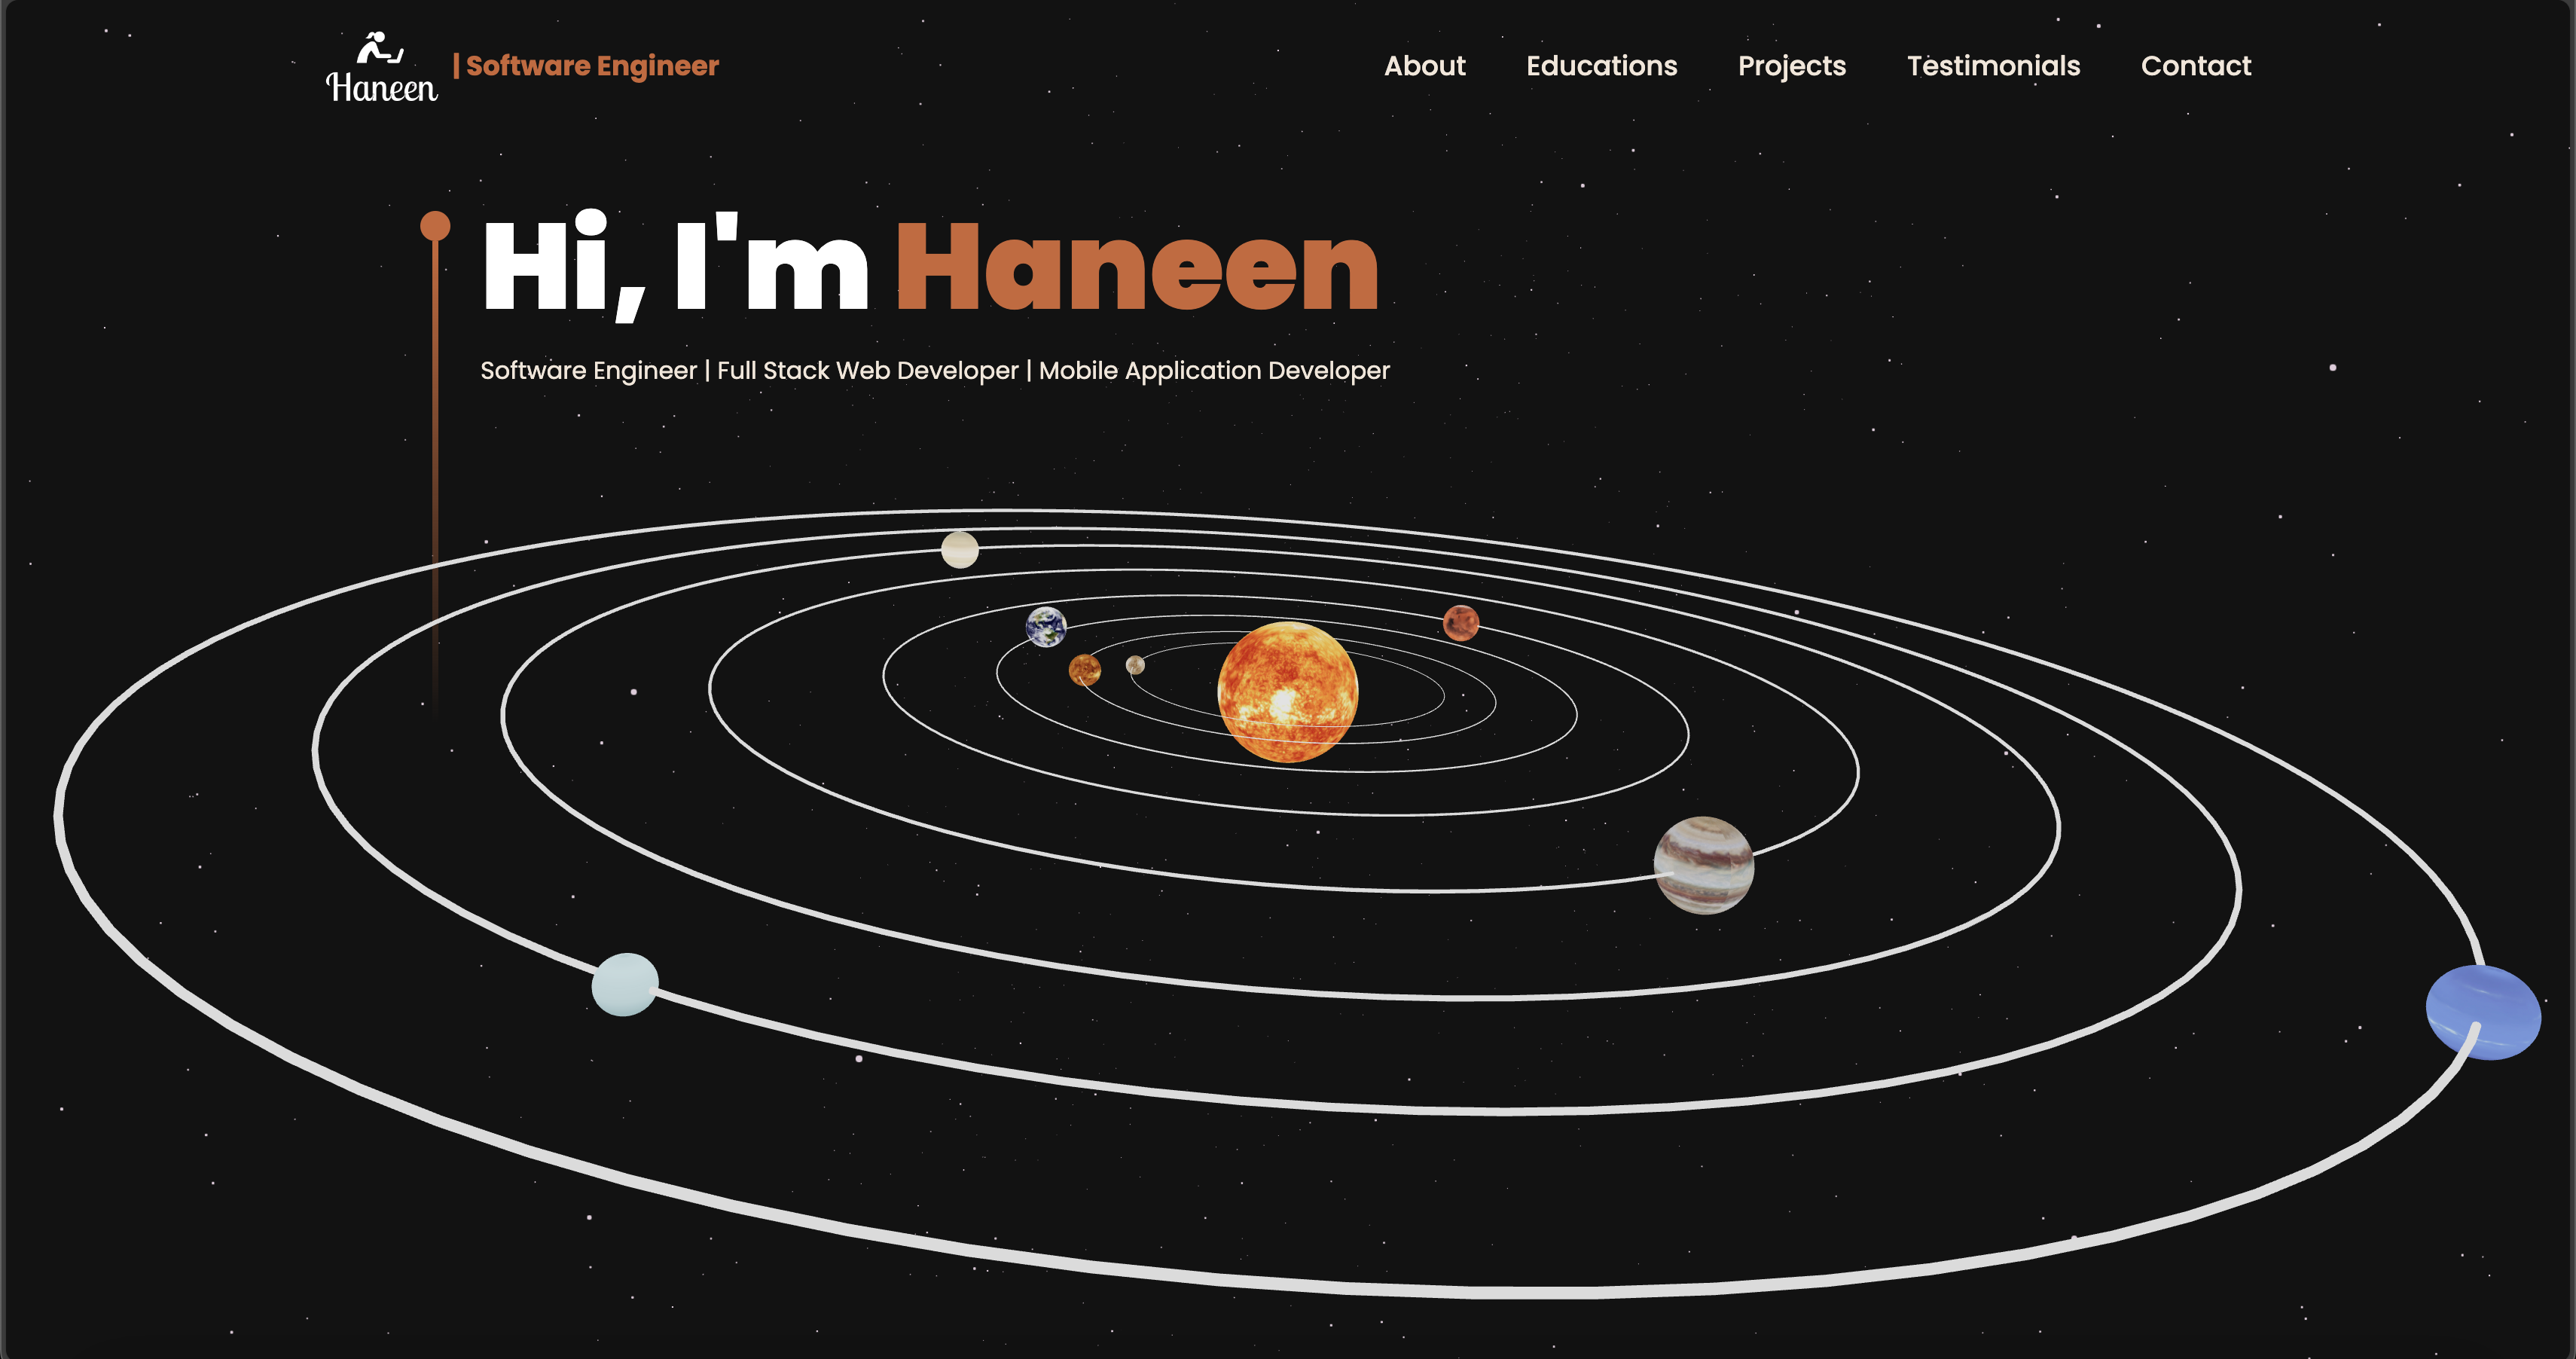 Haneen
| Software Engineer
About Educations Projects Testimonials Contact
Hi, I'm Haneen
Software Engineer | Full Stack Web Developer | Mobile Application Developer